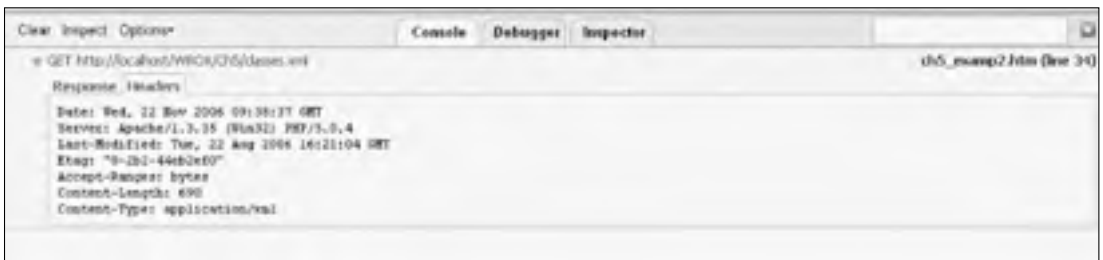 Clear Inspect Options
Console Debugger Inspector
GET http://localhost/WROX/Ch5/classes.xml
ch5_examp2.htm (line 34)
Response Headers
Date: Wed, 22 Nov 2006 09:38:37 GMT
Server: Apache/1.3.35 (Win32) PHP/5.0.4
Last-Modified: Tue, 22 Aug 2006 16:21:04 GMT
Etag:
Accept-Ranges: bytes
Content-Length: 690
Content-Type: application/xml